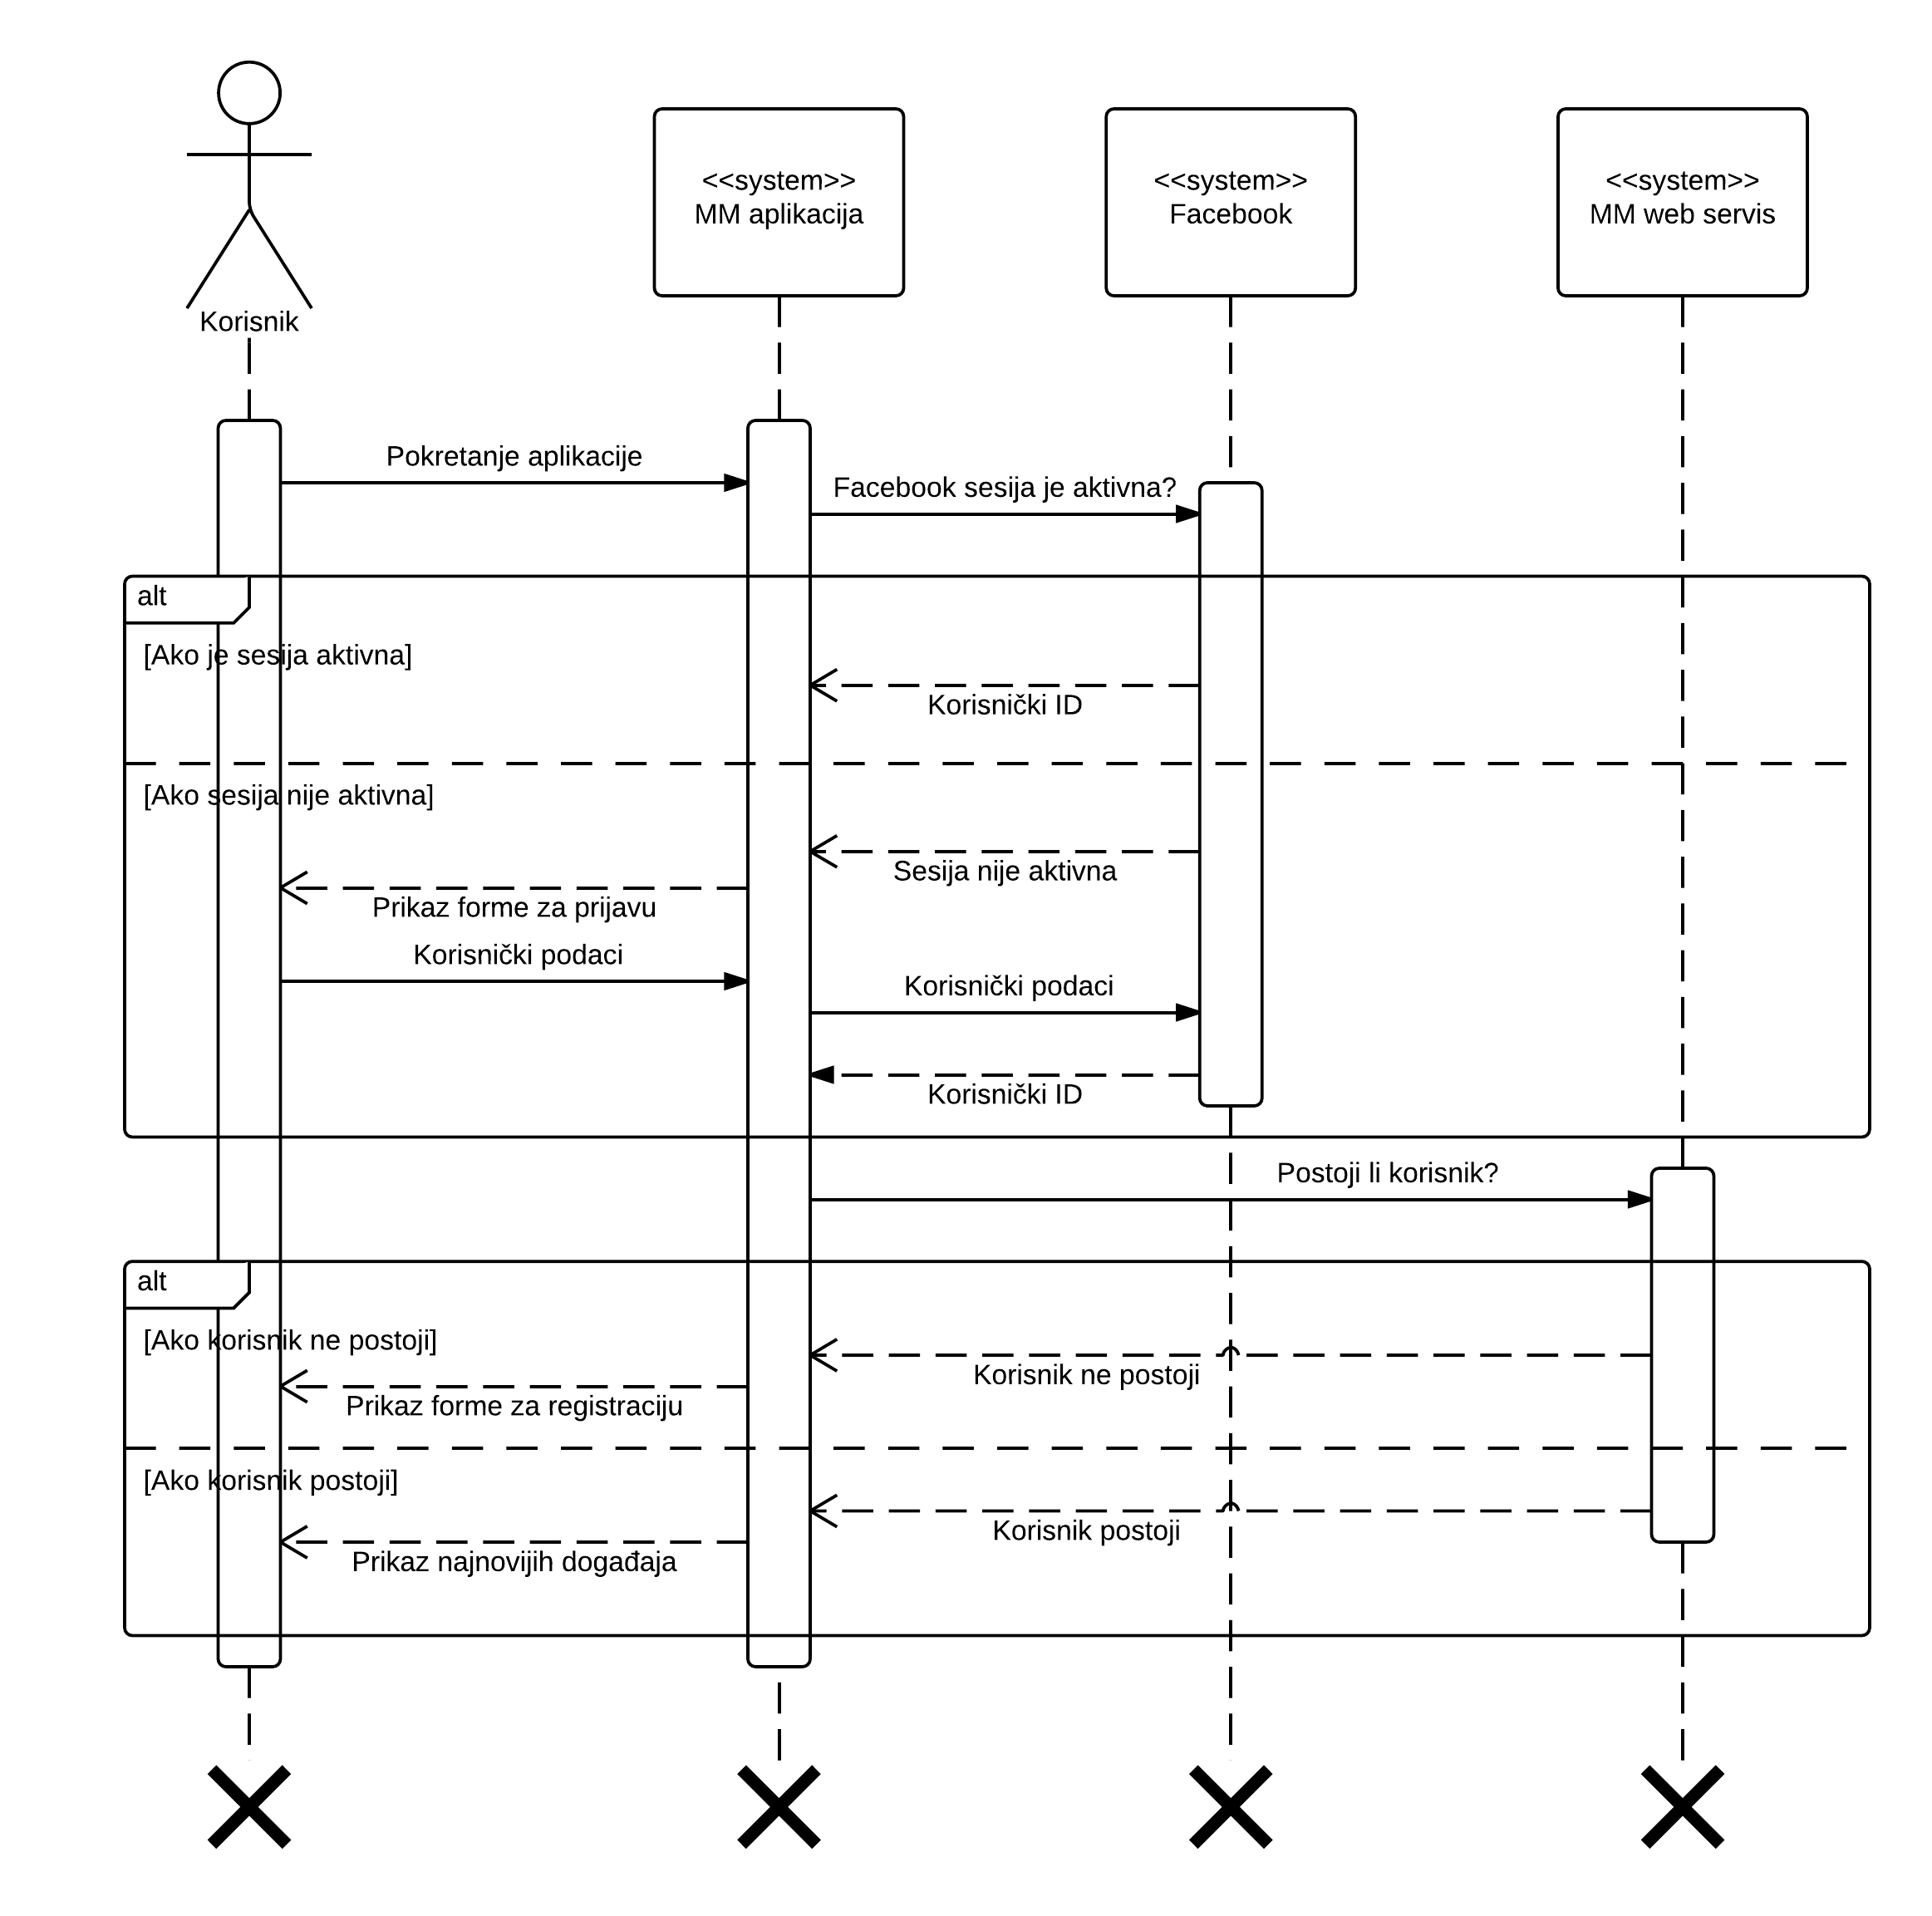 <<system>>
MM aplikacija
<<system>>
Facebook
<<system>>
MM web servis
Korisnik
Pokretanje aplikacije
Facebook sesija je aktivna?
alt
[Ako je sesija aktivna]
Korisnički ID
[Ako sesija nije aktivna]
Sesija nije aktivna
Prikaz forme za prijavu
Korisnički podaci
Korisnički podaci
Korisnički ID
Postoji li korisnik?
alt
[Ako korisnik ne postoji]
Korisnik ne postoji
Prikaz forme za registraciju
[Ako korisnik postoji]
Korisnik postoji
Prikaz najnovijih događaja